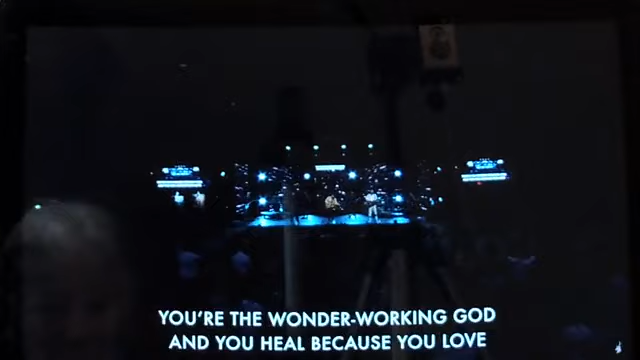 YOU'RE THE WONDER-WORKING GOD
AND YOU HEAL BECAUSE YOU LOVE